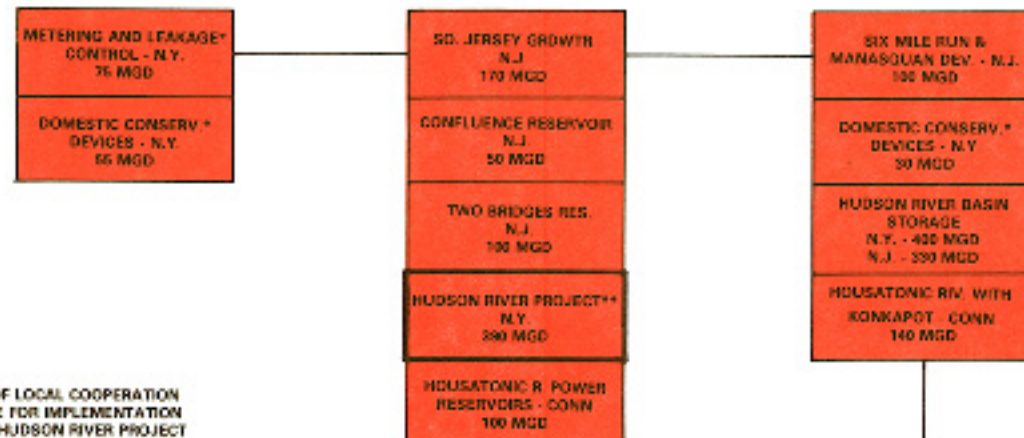 METERING AND LEAKAGE*
CONTROL - N.Y.
75 MGD
DOMESTIC CONSERV.*
DEVICES - N.Y.
55 MGD
SO. JERSEY GROWTH
N.J.
170 MGD
CONFLUENCE RESERVOIR
N.J.
50 MGD
TWO BRIDGES RES.
N.J.
100 MGD
HUDSON RIVER PROJECT**
N.Y.
390 MGD
HOUSATONIC R POWER
RESERVOIRS - CONN
100 MGD
SIX MILE RUN &
MANASQUAN DEV. - N.J.
100 MGD
DOMESTIC CONSERV.*
DEVICES - N.Y
30 MGD
HUDSON RIVER BASIN
STORAGE
N.Y. - 400 MGD
N.J. - 330 MGD
HOUSATONIC RIV. WITH
KONKAPOT - CONN
140 MGD
OF LOCAL COOPERATION
FOR IMPLEMENTATION
HUDSON RIVER PROJECT